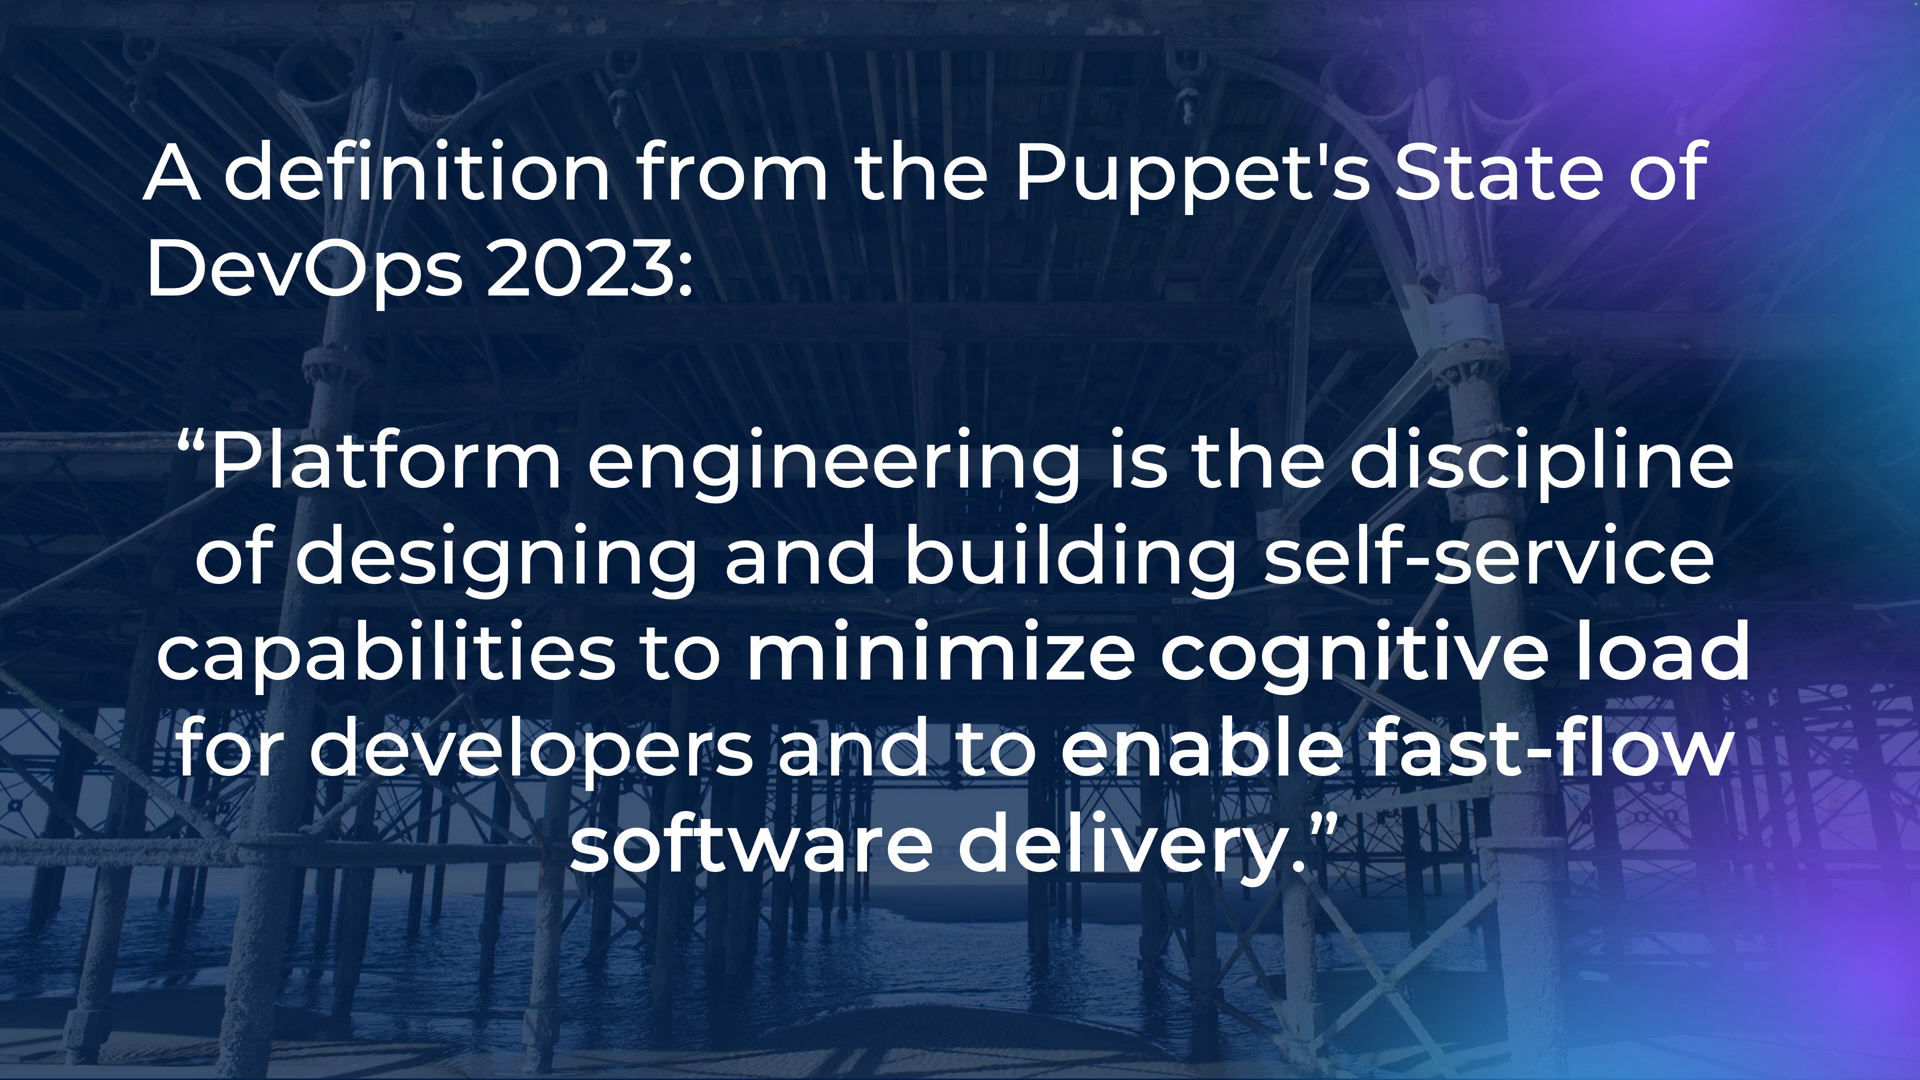 A definition from the Puppet's State of
DevOps 2023:
“Platform engineering is the discipline
of designing and building self-service
capabilities to minimize cognitive load
for developers and to enable fast-flow
software delivery.”